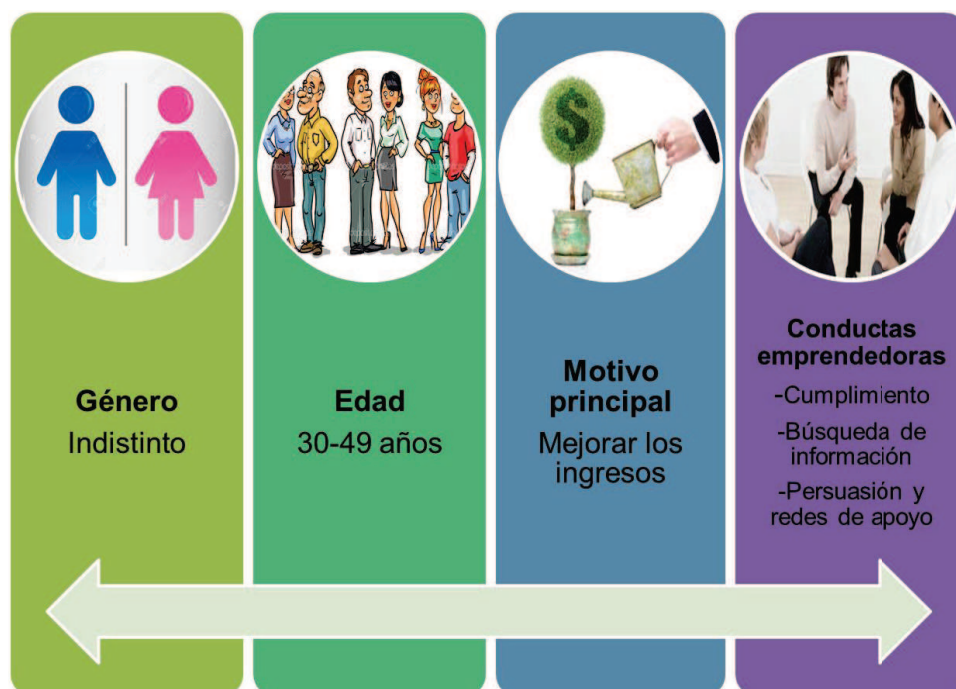 Género
Indistinto
Edad
30-49 años
Motivo
principal
Mejorar los
ingresos
Conductas
emprendedoras
-Cumplimiento
-Búsqueda de
información
-Persuasión y
redes de apoyo
$